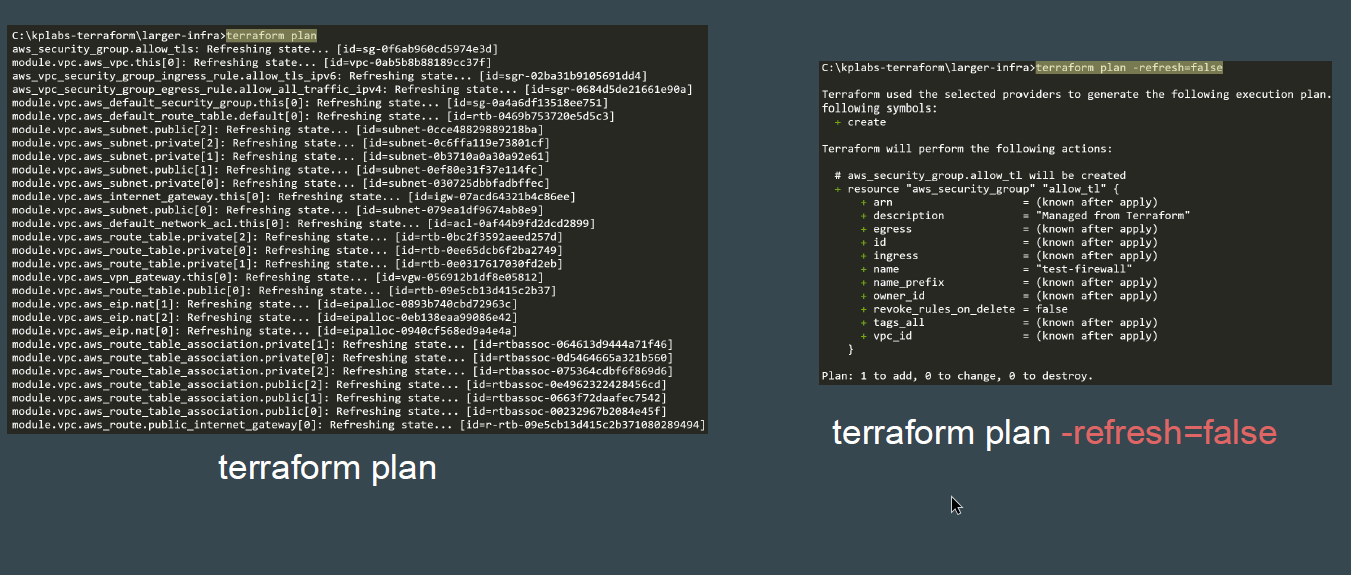 C:\kplabs-terraform\larger-infra>terraform plan
aws_security_group.allow_tls: Refreshing state... [id=sg-0f6ab960cd5974e3d]
module.vpc.aws_vpc.this[0]: Refreshing state... [id=vpc-0ab5b8b88189cc37f]
aws_vpc_security_group_ingress_rule.allow_tls_ipv6: Refreshing state... [id=sgr-02ba31b9105691dd4]
aws_vpc_security_group_egress_rule.allow_all_traffic_ipv4: Refreshing state... [id=sgr-0684d5de21661e90a]
module.vpc.aws_default_security_group.this[0]: Refreshing state... [id=sg-0a4a6df13518ee751]
module.vpc.aws_default_route_table.default[0]: Refreshing state... [id=rtb-0469b753720e5d5c3]
module.vpc.aws_subnet.public[2]: Refreshing state... [id=subnet-0cce48829889218ba]
module.vpc.aws_subnet.private[2]: Refreshing state... [id=subnet-0c6ffa119e73801cf]
module.vpc.aws_subnet.private[1]: Refreshing state... [id=subnet-0b3710a0a30a92e61]
module.vpc.aws_subnet.public[1]: Refreshing state... [id=subnet-0ef80e31f37e114fc]
module.vpc.aws_subnet.private[0]: Refreshing state... [id=subnet-030725dbbfadbffec]
module.vpc.aws_internet_gateway.this[0]: Refreshing state... [id=igw-07acd64321b4c86ee]
module.vpc.aws_subnet.public[0]: Refreshing state... [id=subnet-079ea1df9674ab8e9]
module.vpc.aws_default_network_acl.this[0]: Refreshing state... [id=acl-0af44b9fd2dcd2899]
module.vpc.aws_route_table.private[2]: Refreshing state... [id=rtb-0bc2f3592aeed257d]
module.vpc.aws_route_table.private[0]: Refreshing state... [id=rtb-0ee65dcb6f2ba2749]
module.vpc.aws_route_table.private[1]: Refreshing state... [id=rtb-0e0317617030fd2eb]
module.vpc.aws_vpn_gateway.this[0]: Refreshing state... [id=vgw-056912b1df8e05812]
module.vpc.aws_route_table.public[0]: Refreshing state... [id=rtb-09e5cb13d415c2b37]
module.vpc.aws_eip.nat[1]: Refreshing state... [id=eipalloc-0893b740cbd72963c]
module.vpc.aws_eip.nat[2]: Refreshing state... [id=eipalloc-0eb138eaa99086e42]
module.vpc.aws_eip.nat[0]: Refreshing state... [id=eipalloc-0940cf568ed9a4e4a]
module.vpc.aws_route_table_association.private[1]: Refreshing state... [id=rtbassoc-064613d9444a71f46]
module.vpc.aws_route_table_association.private[0]: Refreshing state... [id=rtbassoc-0d5464665a321b560]
module.vpc.aws_route_table_association.private[2]: Refreshing state... [id=rtbassoc-075364cdbf6f869d6]
module.vpc.aws_route_table_association.public[2]: Refreshing state... [id=rtbassoc-0e4962322428456cd]
module.vpc.aws_route_table_association.public[1]: Refreshing state... [id=rtbassoc-0663f72daafec7542]
module.vpc.aws_route_table_association.public[0]: Refreshing state... [id=rtbassoc-00232967b2084e45f]
module.vpc.aws_route.public_internet_gateway[0]: Refreshing state... [id=r-rtb-09e5cb13d415c2b371080289494]
terraform plan
C:\kplabs-terraform\larger-infra>terraform plan -refresh=false
Terraform used the selected providers to generate the following execution plan.
following symbols:
+ create
Terraform will perform the following actions:
# aws_security_group.allow_tl will be created
+ resource "aws_security_group" "allow_tl" {
+ arn = (known after apply)
+ description = "Managed from Terraform"
+ egress = (known after apply)
+ id = (known after apply)
+ ingress = (known after apply)
+ name = "test-firewall"
+ name_prefix = (known after apply)
+ owner_id = (known after apply)
+ revoke_rules_on_delete = false
+ tags_all = (known after apply)
+ vpc_id = (known after apply)
}
Plan: 1 to add, 0 to change, 0 to destroy.
terraform plan -refresh=false